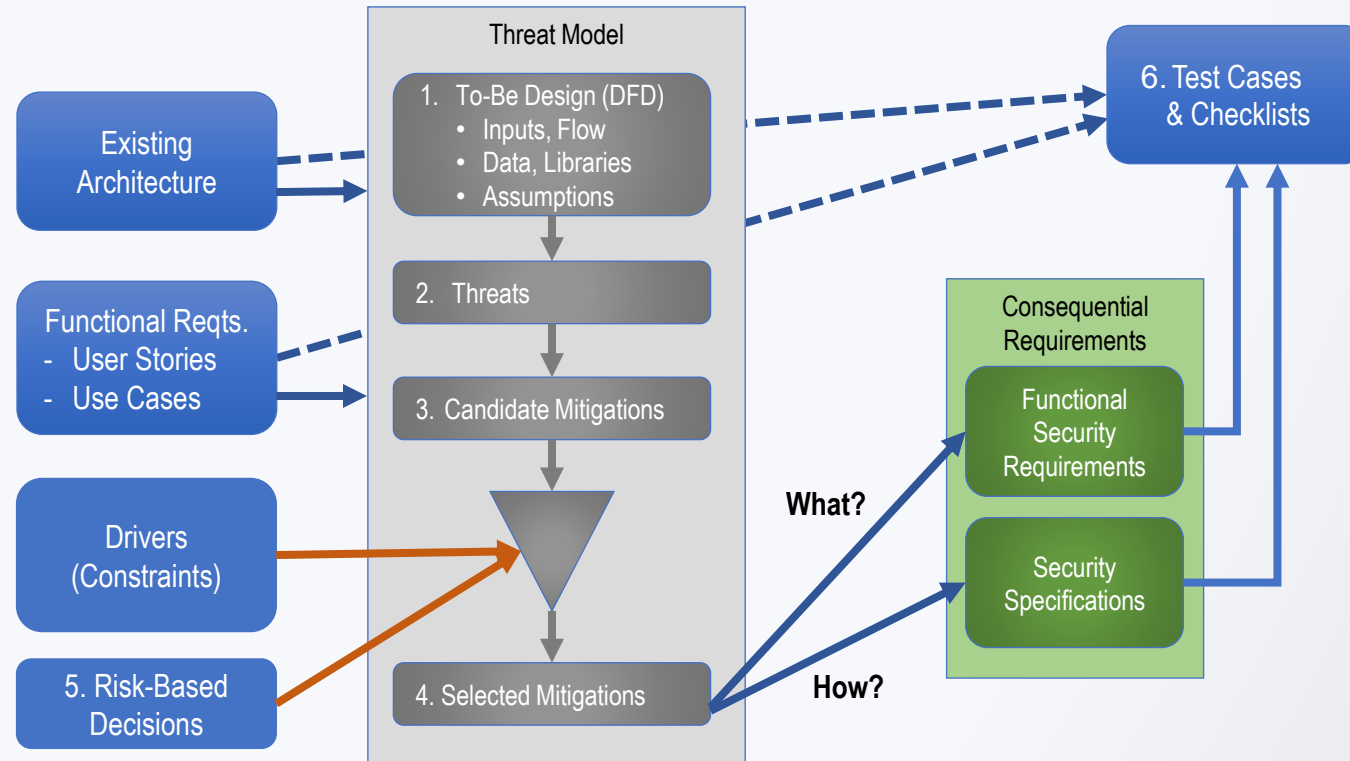 Threat Model
1. To-Be Design (DFD)
• Inputs, Flow
• Data, Libraries
• Assumptions
2. Threats
3. Candidate Mitigations
4. Selected Mitigations
Existing
Architecture
Functional Reqts.
- User Stories
- Use Cases
Drivers
(Constraints)
5. Risk-Based
Decisions
What?
How?
Consequential
Requirements
Functional
Security
Requirements
Security
Specifications
6. Test Cases
& Checklists